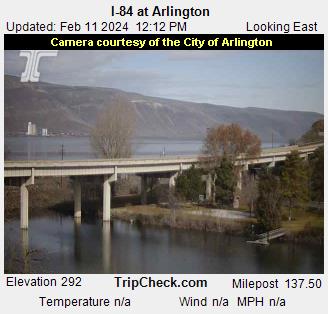 I-84 at Arlington
Updated: Feb 11 2024 12:12 PM Looking East
Camera courtesy of the City of Arlington
Elevation 292 TripCheck.com Milepost 137.50
Temperature n/a Wind n/a MPH n/a